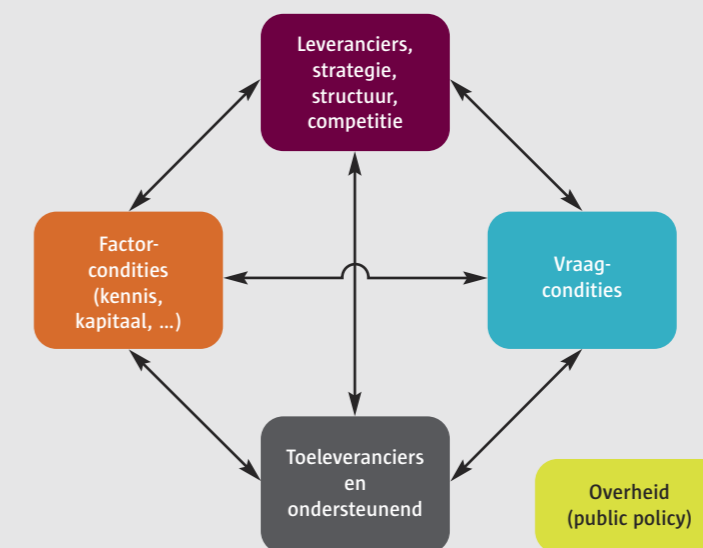 Leveranciers,
strategie,
structuur,
competitie
Factor-
condities
(kennis,
kapitaal, ...)
Vraag-
condities
Toeleveranciers
en
ondersteunend
Overheid
(public policy)